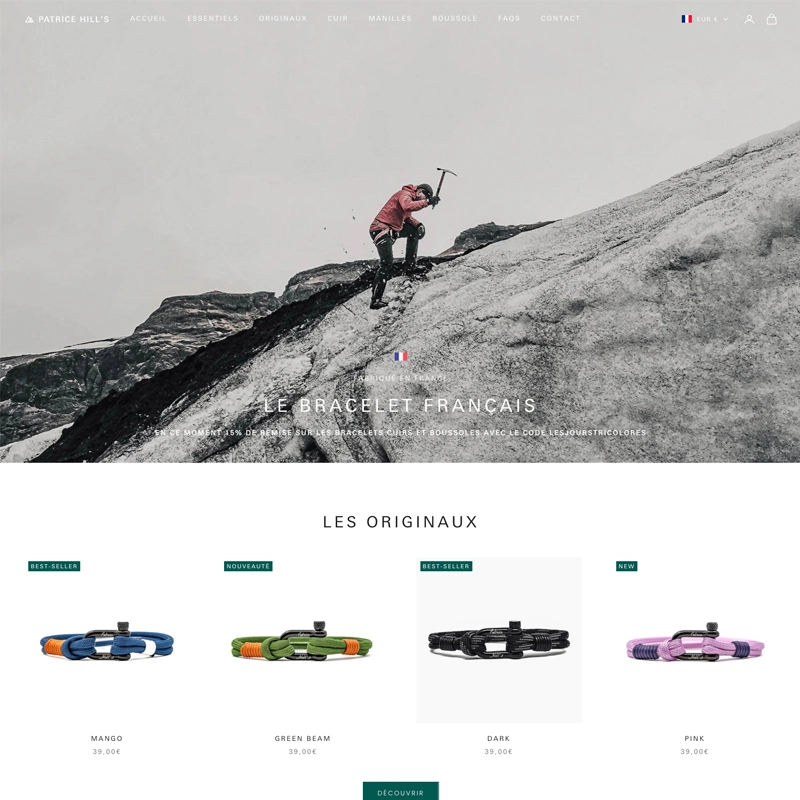 PATRICE HILL'S
ACCUEIL
ESSENTIELS
ORIGINAUX
CUIR
MANILLES
BOUSSOLE
FAQS
CONTACT
EUR €
FABRIQUÉ EN FRANCE
LE BRACELET FRANÇAIS
EN CE MOMENT 15% DE REMISE SUR LES BRACELETS CUIRS ET BOUSSOLES AVEC LE CODE LESJOURSTRICOLORES
LES ORIGINAUX
BEST-SELLER
NOUVEAUTÉ
BEST-SELLER
NEW
MANGO
GREEN BEAM
DARK
PINK
39,00€
39,00€
39,00€
39,00€
DÉCOUVRIR